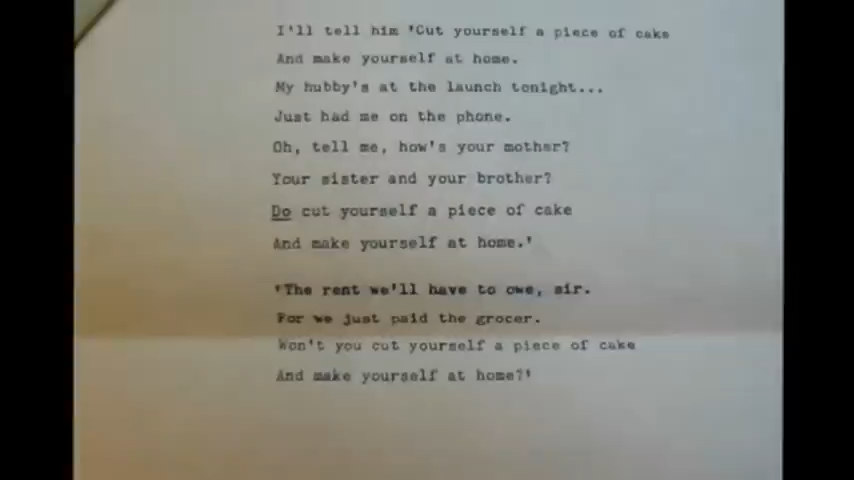 I'll tell him 'Cut yourself a piece of cake
And make yourself at home.
My hubby's at the launch tonight...
Just had me on the phone.
Oh, tell me, how's your mother?
Your sister and your brother?
Do cut yourself a piece of cake
And make yourself at home.'
'The rent we'll have to owe, sir.
For we just paid the grocer.
Won't you cut yourself a piece of cake
And make yourself at home?'